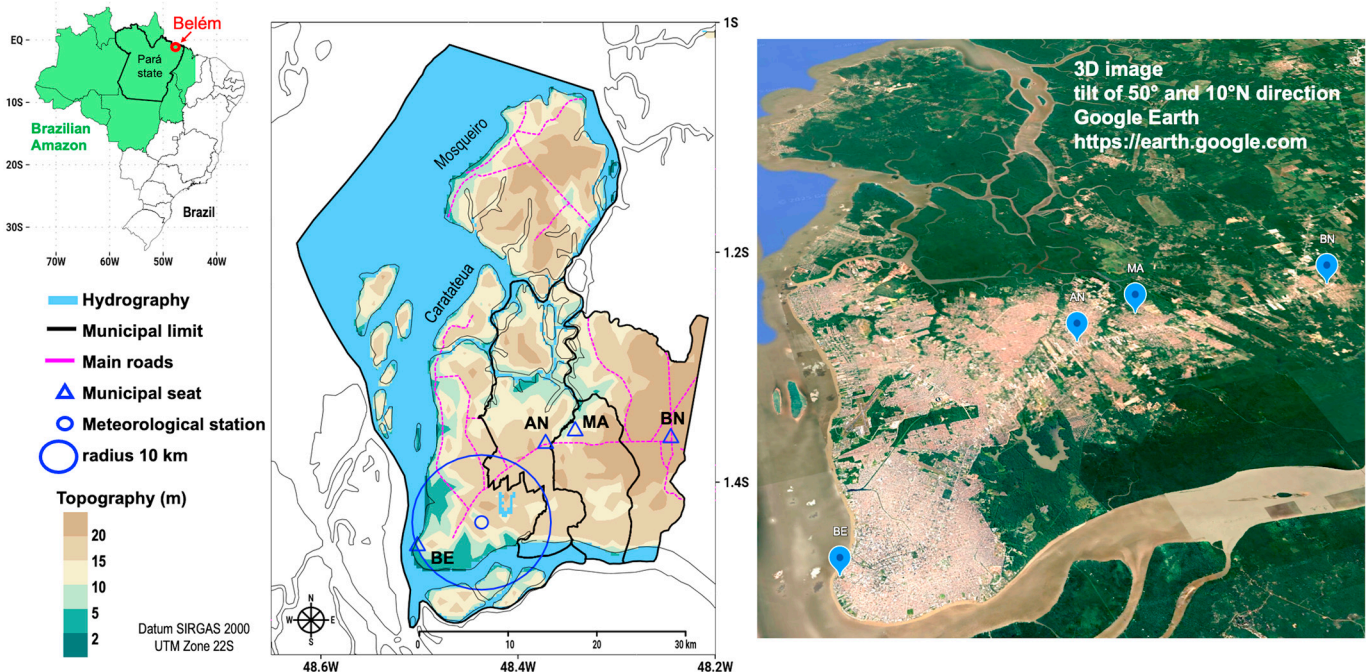 Belém
EQ
10S
20S
30S
70W
60W
50W
40W
Pará
state
Brazilian
Amazon
Brazil
Hydrography
Municipal limit
Main roads
Municipal seat
Meteorological station
radius 10 km
Topography (m)
20
15
10
5
2
Datum SIRGAS 2000
UTM Zone 22S
Mosqueiro
Caratateua
AN
MA
BN
BE
N
W
E
S
0
10
20
30 km
1S
1.2S
1.4S
48.6W
48.4W
48.2W
3D image
tilt of 50° and 10°N direction
Google Earth
https://earth.google.com
BN
MA
AN
BE